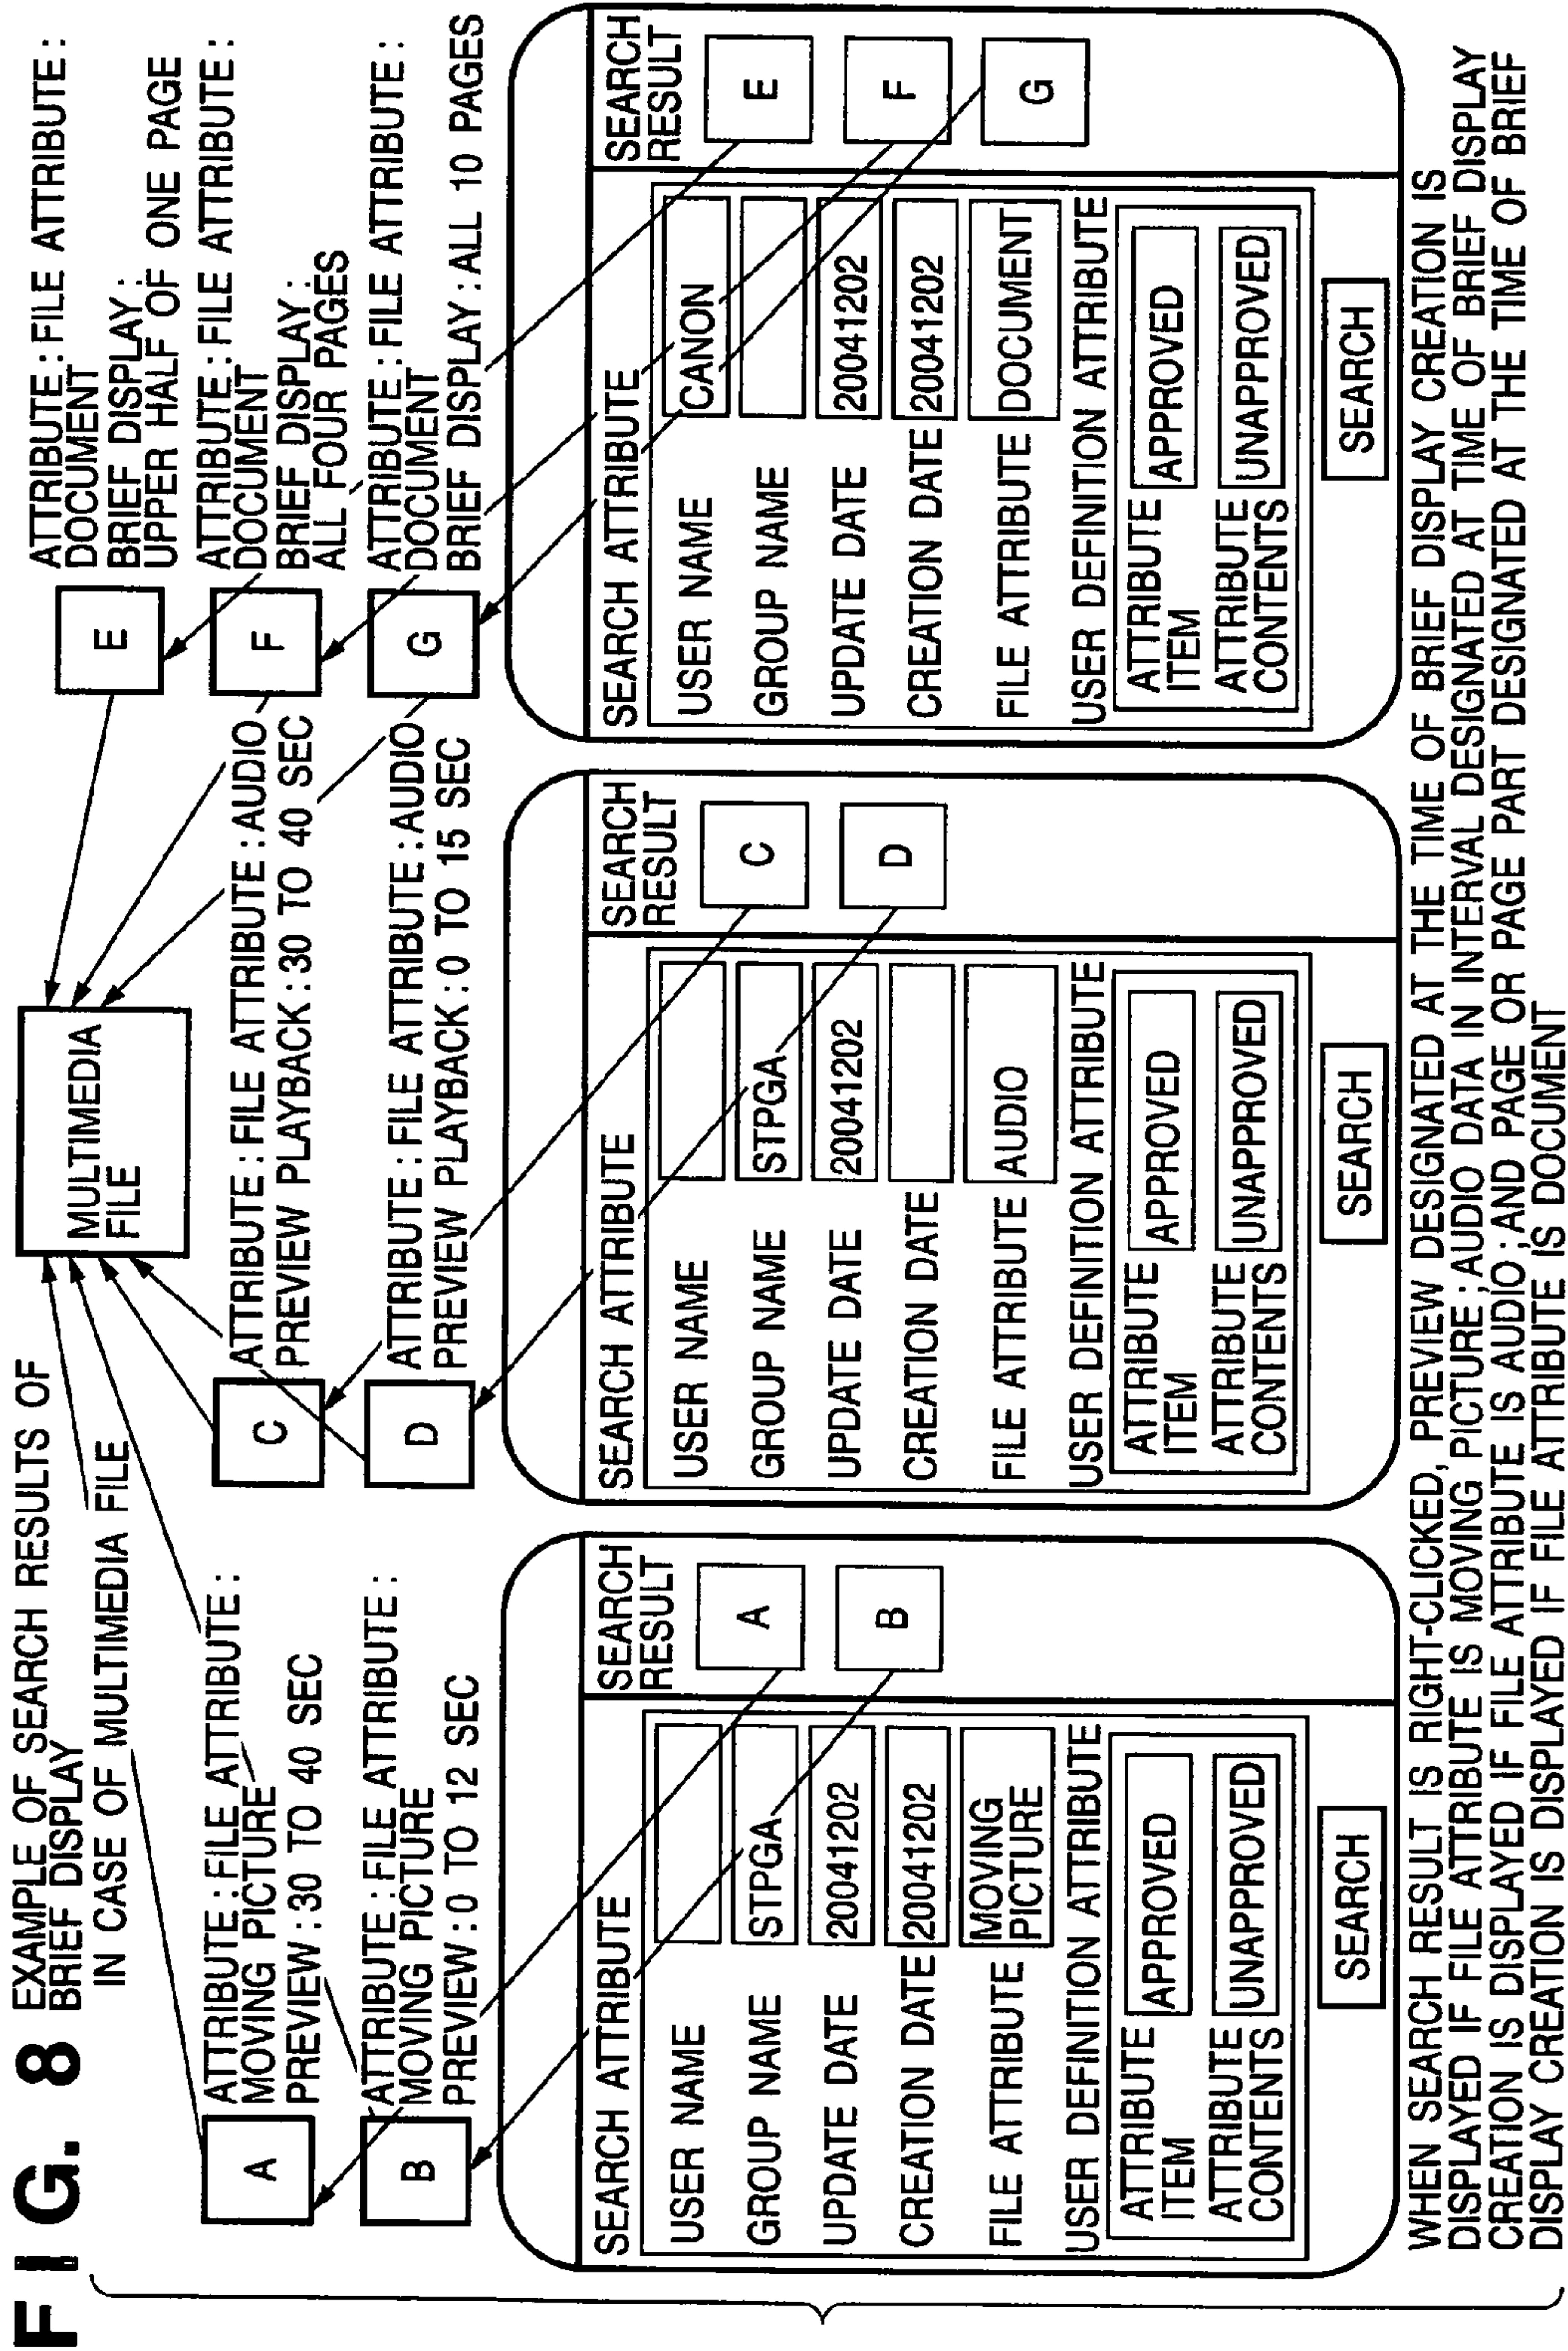 FIG. 8
EXAMPLE OF SEARCH RESULTS OF
BRIEF DISPLAY
IN CASE OF MULTIMEDIA FILE
MULTIMEDIA
FILE
A
ATTRIBUTE : FILE ATTRIBUTE :
MOVING PICTURE
PREVIEW : 30 TO 40 SEC
B
ATTRIBUTE : FILE ATTRIBUTE :
MOVING PICTURE
PREVIEW : 0 TO 12 SEC
C
ATTRIBUTE : FILE ATTRIBUTE : AUDIO
PREVIEW PLAYBACK : 30 TO 40 SEC
D
ATTRIBUTE : FILE ATTRIBUTE : AUDIO
PREVIEW PLAYBACK : 0 TO 15 SEC
E
ATTRIBUTE : FILE ATTRIBUTE :
DOCUMENT
BRIEF DISPLAY :
UPPER HALF OF ONE PAGE
F
ATTRIBUTE : FILE ATTRIBUTE :
DOCUMENT
BRIEF DISPLAY :
ALL FOUR PAGES
G
ATTRIBUTE : FILE ATTRIBUTE :
DOCUMENT
BRIEF DISPLAY : ALL 10 PAGES
SEARCH ATTRIBUTE
USER NAME
GROUP NAME STPGA
UPDATE DATE 20041202
CREATION DATE 20041202
FILE ATTRIBUTE MOVING
PICTURE
USER DEFINITION ATTRIBUTE
ATTRIBUTE
ITEM APPROVED
ATTRIBUTE
CONTENTS UNAPPROVED
SEARCH
SEARCH
RESULT
A
B
SEARCH ATTRIBUTE
USER NAME
GROUP NAME STPGA
UPDATE DATE 20041202
CREATION DATE
FILE ATTRIBUTE AUDIO
USER DEFINITION ATTRIBUTE
ATTRIBUTE
ITEM APPROVED
ATTRIBUTE
CONTENTS UNAPPROVED
SEARCH
SEARCH
RESULT
C
D
SEARCH ATTRIBUTE
USER NAME CANON
GROUP NAME
UPDATE DATE 20041202
CREATION DATE 20041202
FILE ATTRIBUTE DOCUMENT
USER DEFINITION ATTRIBUTE
ATTRIBUTE
ITEM APPROVED
ATTRIBUTE
CONTENTS UNAPPROVED
SEARCH
SEARCH
RESULT
E
F
G
WHEN SEARCH RESULT IS RIGHT-CLICKED, PREVIEW DESIGNATED AT THE TIME OF BRIEF DISPLAY CREATION IS
DISPLAYED IF FILE ATTRIBUTE IS MOVING PICTURE ; AUDIO DATA IN INTERVAL DESIGNATED AT TIME OF BRIEF DISPLAY
CREATION IS DISPLAYED IF FILE ATTRIBUTE IS AUDIO ; AND PAGE OR PAGE PART DESIGNATED AT THE TIME OF BRIEF
DISPLAY CREATION IS DISPLAYED IF FILE ATTRIBUTE IS DOCUMENT